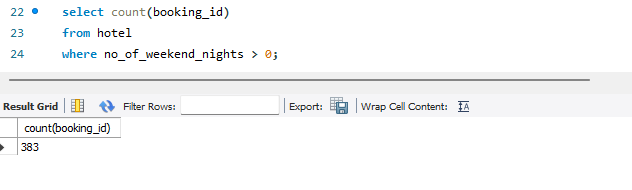 22 select count(booking_id)
23 from hotel
24 where no_of_weekend_nights > 0;
Result Grid Filter Rows: Export: Wrap Cell Content: IA
count(booking_id)
383